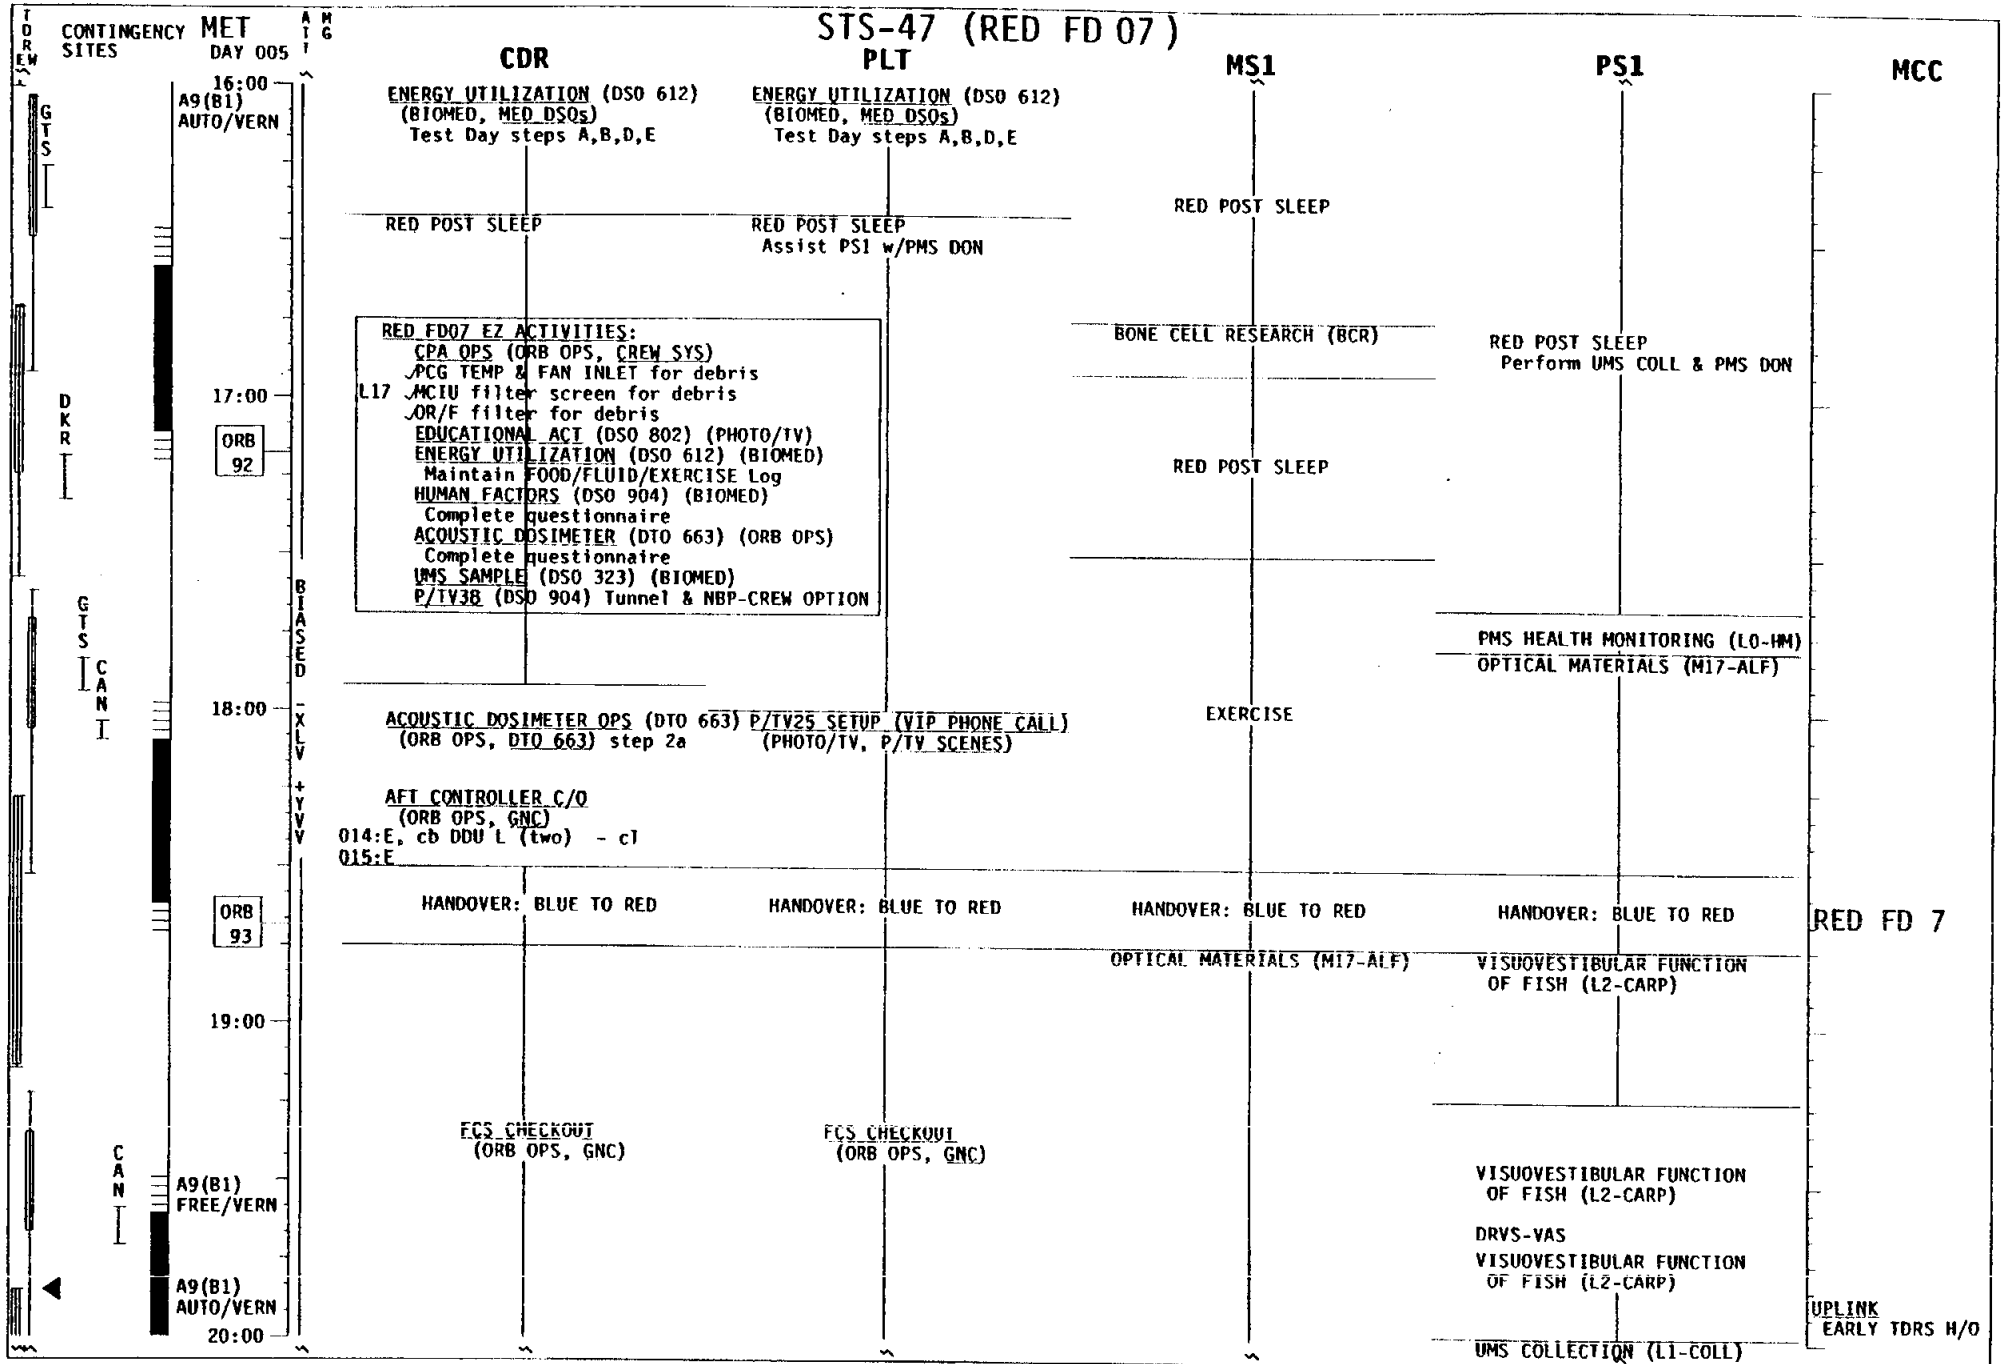 STS-47 (RED FD 07)
TDRE W
CONTINGENCY SITES
MET
DAY 005
ATT
MG
CDR
PLT
MS1
PS1
MCC
16:00
A9(B1)
AUTO/VERN
GTS
ENERGY UTILIZATION (DSO 612)
(BIOMED, MED DSOs)
Test Day steps A,B,D,E
ENERGY UTILIZATION (DSO 612)
(BIOMED, MED DSOs)
Test Day steps A,B,D,E
RED POST SLEEP
RED POST SLEEP
RED POST SLEEP
Assist PS1 w/PMS DON
RED FD07 EZ ACTIVITIES:
CPA OPS (ORB OPS, CREW SYS)
✓PCG TEMP & FAN INLET for debris
L17 ✓MCIU filter screen for debris
✓OR/F filter for debris
EDUCATIONAL ACT (DSO 802) (PHOTO/TV)
ENERGY UTILIZATION (DSO 612) (BIOMED)
Maintain FOOD/FLUID/EXERCISE Log
HUMAN FACTORS (DSO 904) (BIOMED)
Complete questionnaire
ACOUSTIC DOSIMETER (DTO 663) (ORB OPS)
Complete questionnaire
UMS SAMPLE (DSO 323) (BIOMED)
P/TV38 (DSO 904) Tunnel & NBP-CREW OPTION
BONE CELL RESEARCH (BCR)
RED POST SLEEP
Perform UMS COLL & PMS DON
17:00
DKR
ORB
92
RED POST SLEEP
GTS
CAN
BIASED -XLV +YVV
PMS HEALTH MONITORING (L0-HM)
OPTICAL MATERIALS (M17-ALF)
18:00
ACOUSTIC DOSIMETER OPS (DTO 663)
(ORB OPS, DTO 663) step 2a
P/TV25 SETUP (VIP PHONE CALL)
(PHOTO/TV, P/TV SCENES)
EXERCISE
AFT CONTROLLER C/O
(ORB OPS, GNC)
014:E, cb DDU L (two) - cl
015:E
ORB
93
HANDOVER: BLUE TO RED
HANDOVER: BLUE TO RED
HANDOVER: BLUE TO RED
HANDOVER: BLUE TO RED
RED FD 7
OPTICAL MATERIALS (M17-ALF)
VISUOVESTIBULAR FUNCTION
OF FISH (L2-CARP)
19:00
FCS CHECKOUT
(ORB OPS, GNC)
FCS CHECKOUT
(ORB OPS, GNC)
CAN
A9(B1)
FREE/VERN
VISUOVESTIBULAR FUNCTION
OF FISH (L2-CARP)
DRVS-VAS
VISUOVESTIBULAR FUNCTION
OF FISH (L2-CARP)
A9(B1)
AUTO/VERN
20:00
UPLINK
EARLY TDRS H/O
UMS COLLECTION (L1-COLL)